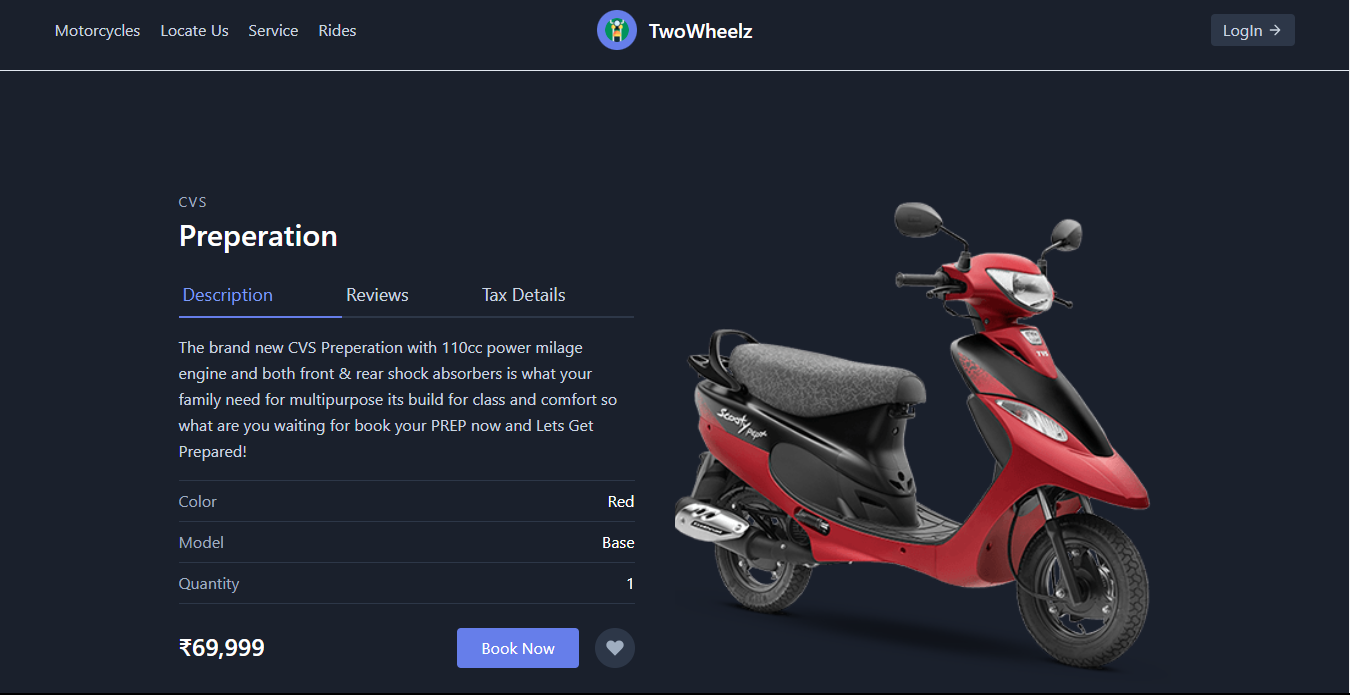 Motorcycles Locate Us Service Rides TwoWheelz LogIn →
CVS
Preperation
Description Reviews Tax Details
The brand new CVS Preperation with 110cc power milage
engine and both front & rear shock absorbers is what your
family need for multipurpose its build for class and comfort so
what are you waiting for book your PREP now and Lets Get
Prepared!
Color Red
Model Base
Quantity 1
₹69,999 Book Now
TVS
Scooty pep+